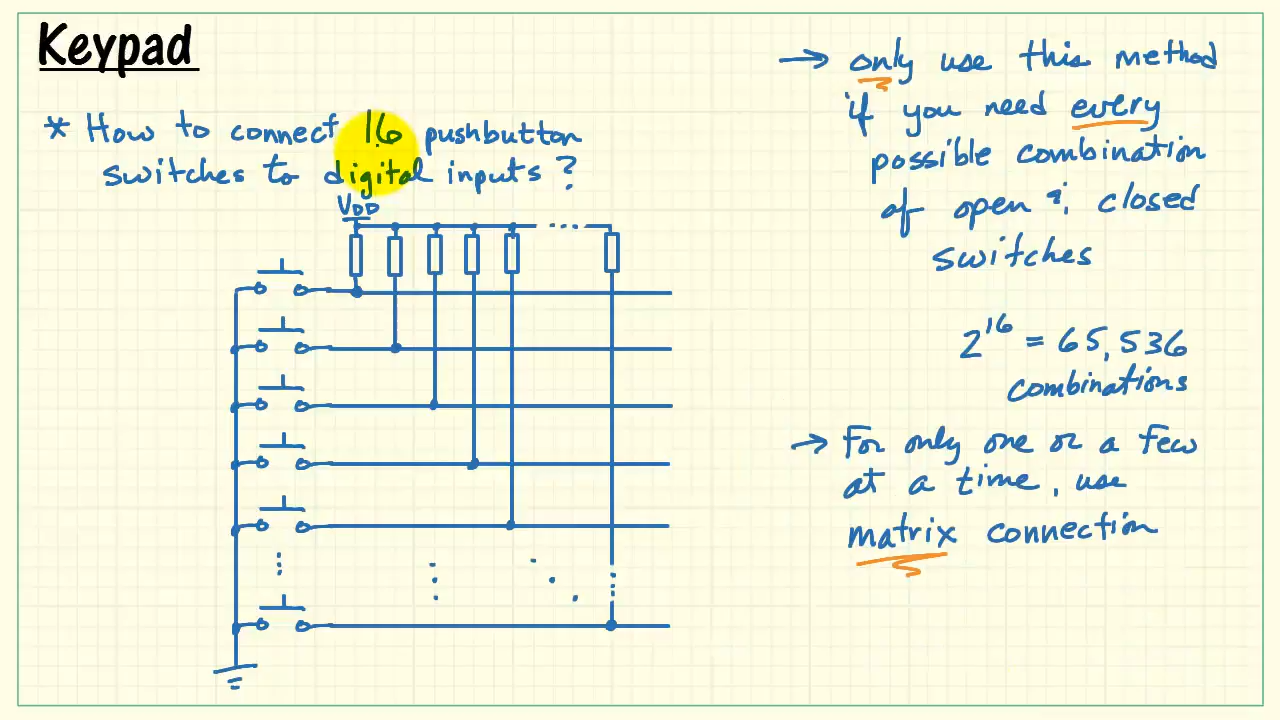 Keypad
* How to connect 16 pushbutton
switches to digital inputs?
VDD
→ only use this method
if you need every
possible combination
of open & closed
switches
2^16 = 65,536
combinations
→ For only one or a few
at a time, use
matrix connection